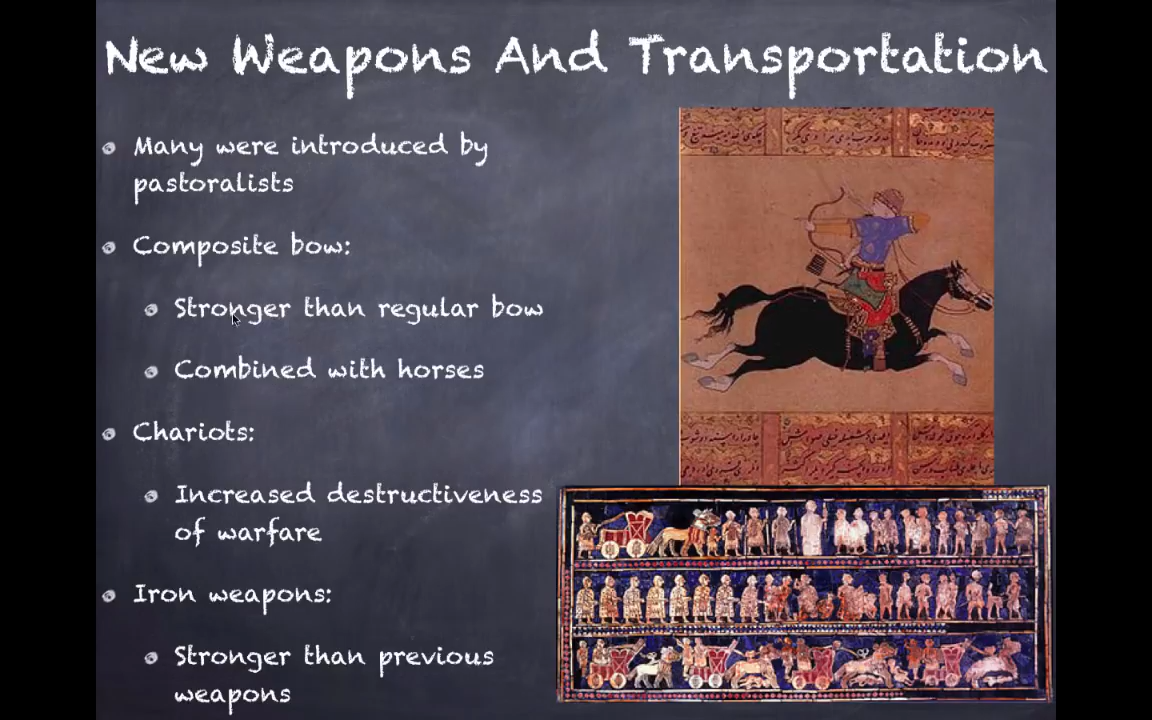 New Weapons And Transportation
Many were introduced by
pastoralists
Composite bow:
Stronger than regular bow
Combined with horses
Chariots:
Increased destructiveness
of warfare
Iron weapons:
Stronger than previous
weapons